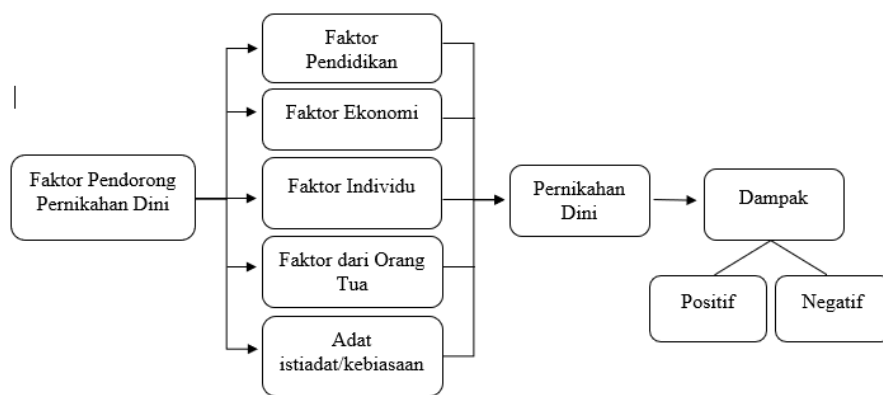 Faktor Pendorong
Pernikahan Dini
Faktor
Pendidikan
Faktor Ekonomi
Faktor Individu
Faktor dari Orang
Tua
Adat
istiadat/kebiasaan
Pernikahan
Dini
Dampak
Positif
Negatif